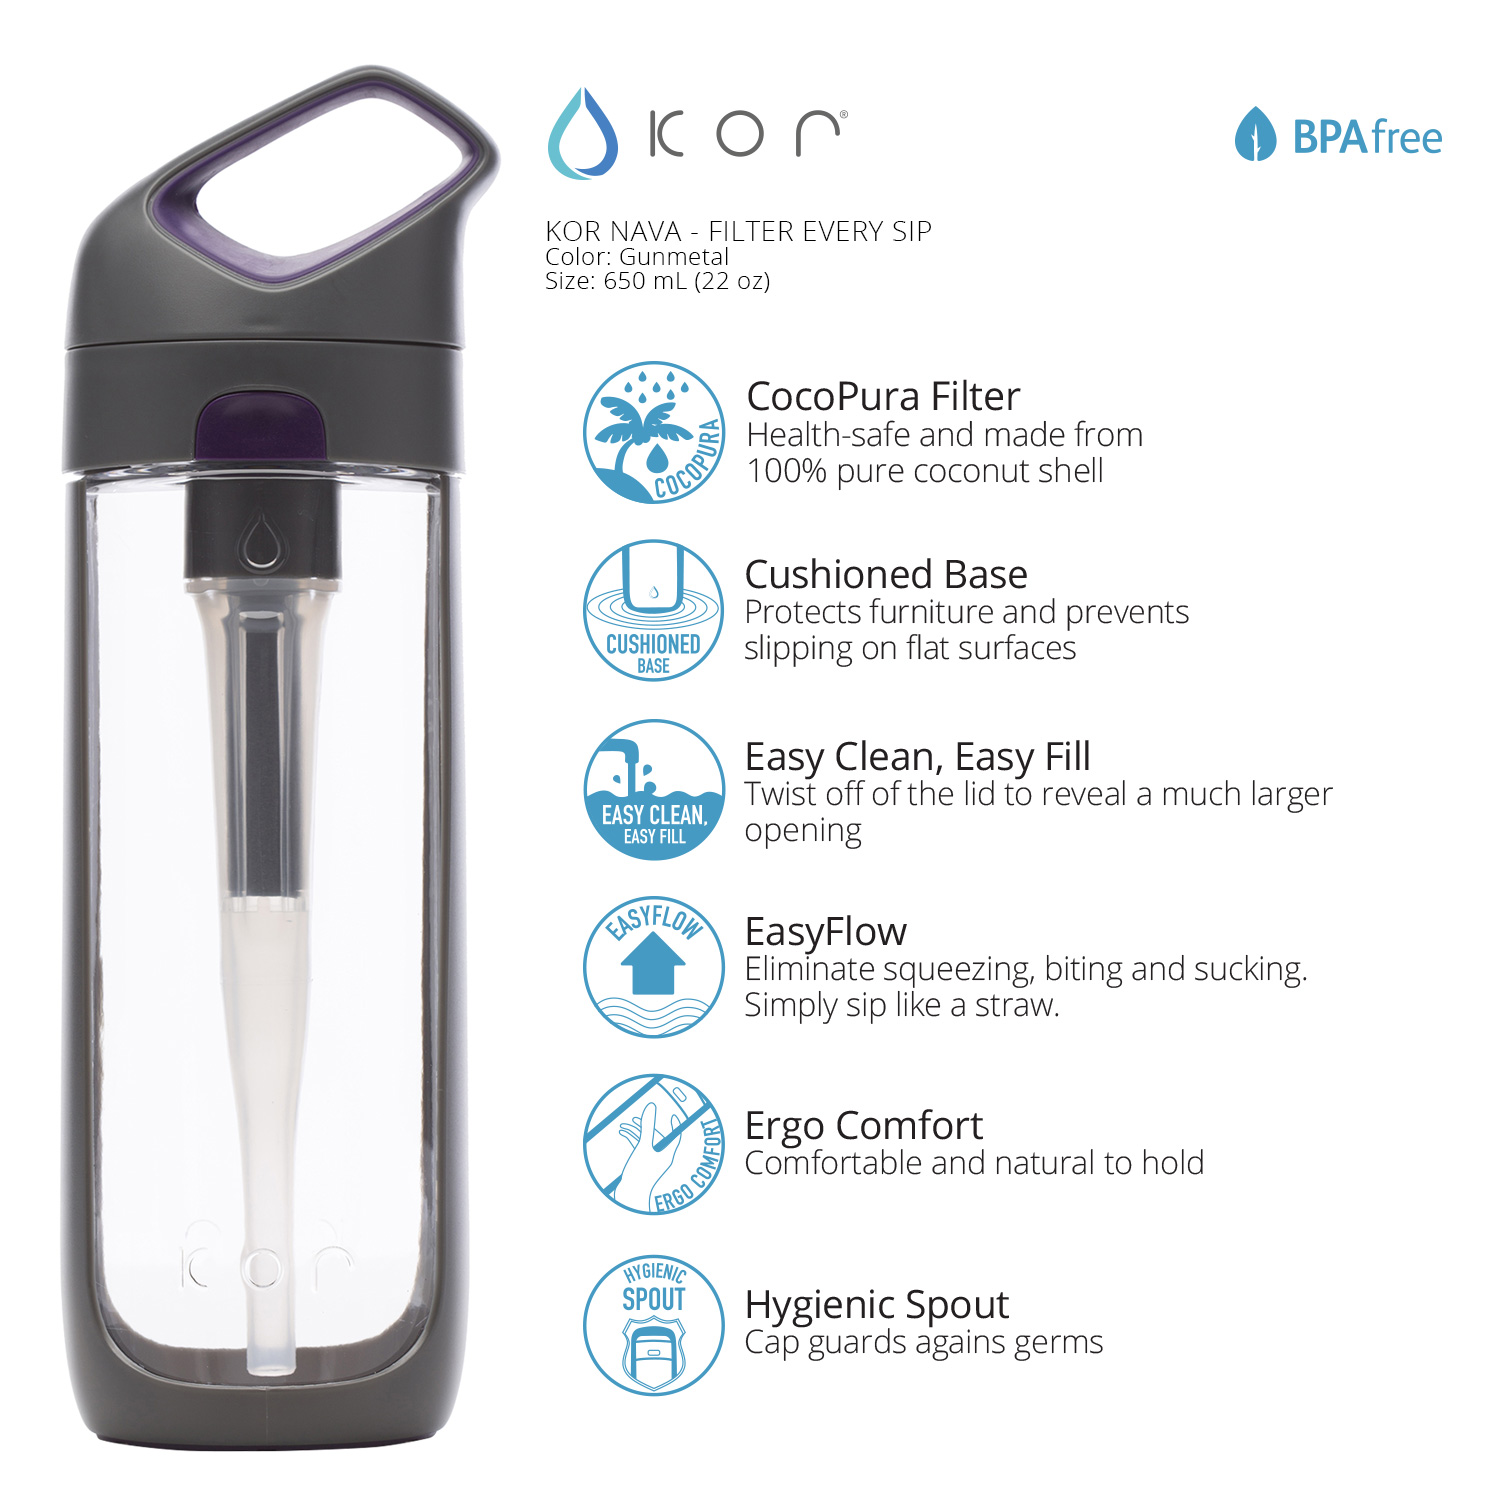 kor®
BPAfree
KOR NAVA - FILTER EVERY SIP
Color: Gunmetal
Size: 650 mL (22 oz)
COCOPURA
CocoPura Filter
Health-safe and made from
100% pure coconut shell
CUSHIONED
BASE
Cushioned Base
Protects furniture and prevents
slipping on flat surfaces
EASY CLEAN,
EASY FILL
Easy Clean, Easy Fill
Twist off of the lid to reveal a much larger
opening
EASYFLOW
EasyFlow
Eliminate squeezing, biting and sucking.
Simply sip like a straw.
ERGO COMFORT
Ergo Comfort
Comfortable and natural to hold
HYGIENIC
SPOUT
Hygienic Spout
Cap guards agains germs
kor